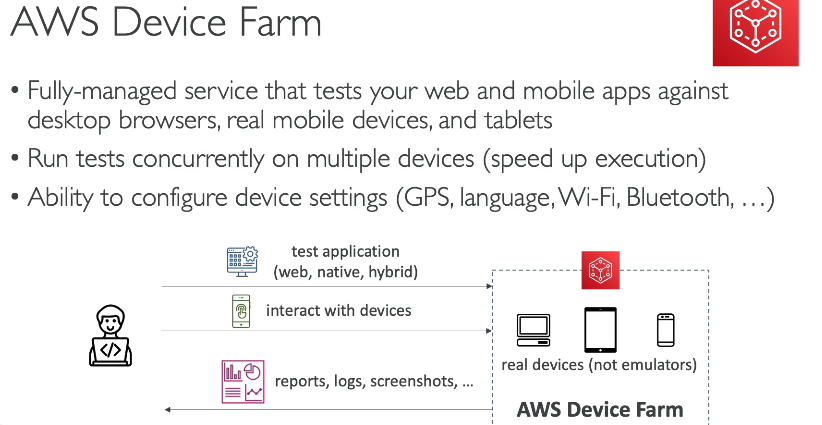 AWS Device Farm
• Fully-managed service that tests your web and mobile apps against
desktop browsers, real mobile devices, and tablets
• Run tests concurrently on multiple devices (speed up execution)
• Ability to configure device settings (GPS, language, Wi-Fi, Bluetooth, …)
test application
(web, native, hybrid)
interact with devices
</>
reports, logs, screenshots, ...
real devices (not emulators)
AWS Device Farm